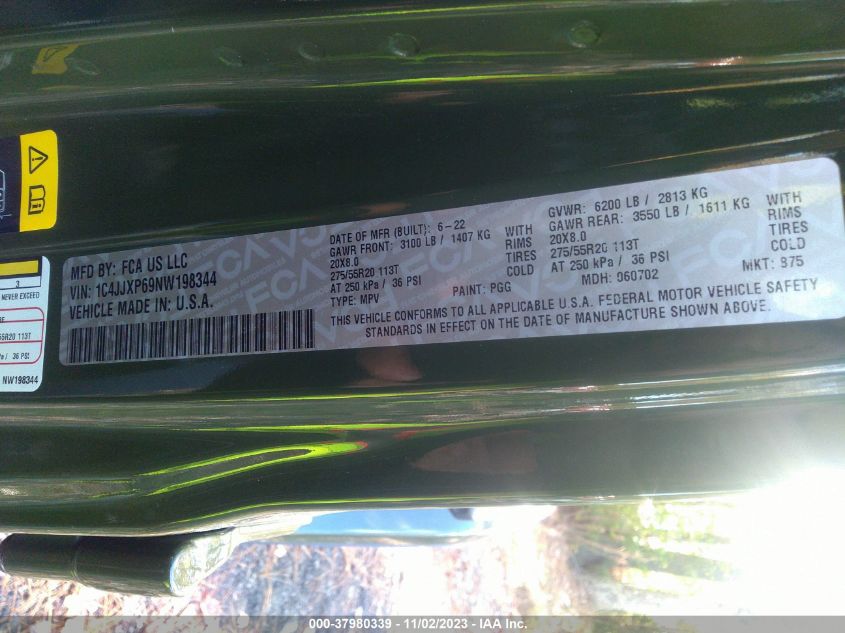 MFD BY: FCA US LLC
VIN: 1C4JJXP69NW198344
VEHICLE MADE IN: U.S.A.
DATE OF MFR (BUILT): 6-22
GAWR FRONT: 3100 LB / 1407 KG WITH
20X8.0 RIMS
275/55R20 113T TIRES
AT 250 kPa / 36 PSI COLD
TYPE: MPV PAINT: PGG
GVWR: 6200 LB / 2813 KG
GAWR REAR: 3550 LB / 1611 KG WITH
20X8.0 RIMS
275/55R20 113T TIRES
AT 250 kPa / 36 PSI COLD
MDH: 060702 MKT: 875
THIS VEHICLE CONFORMS TO ALL APPLICABLE U.S.A. FEDERAL MOTOR VEHICLE SAFETY
STANDARDS IN EFFECT ON THE DATE OF MANUFACTURE SHOWN ABOVE.
3
NEVER EXCEED
55R20 113T
/ 36 PSI
NW198344
000-37980339 - 11/02/2023 - IAA Inc.